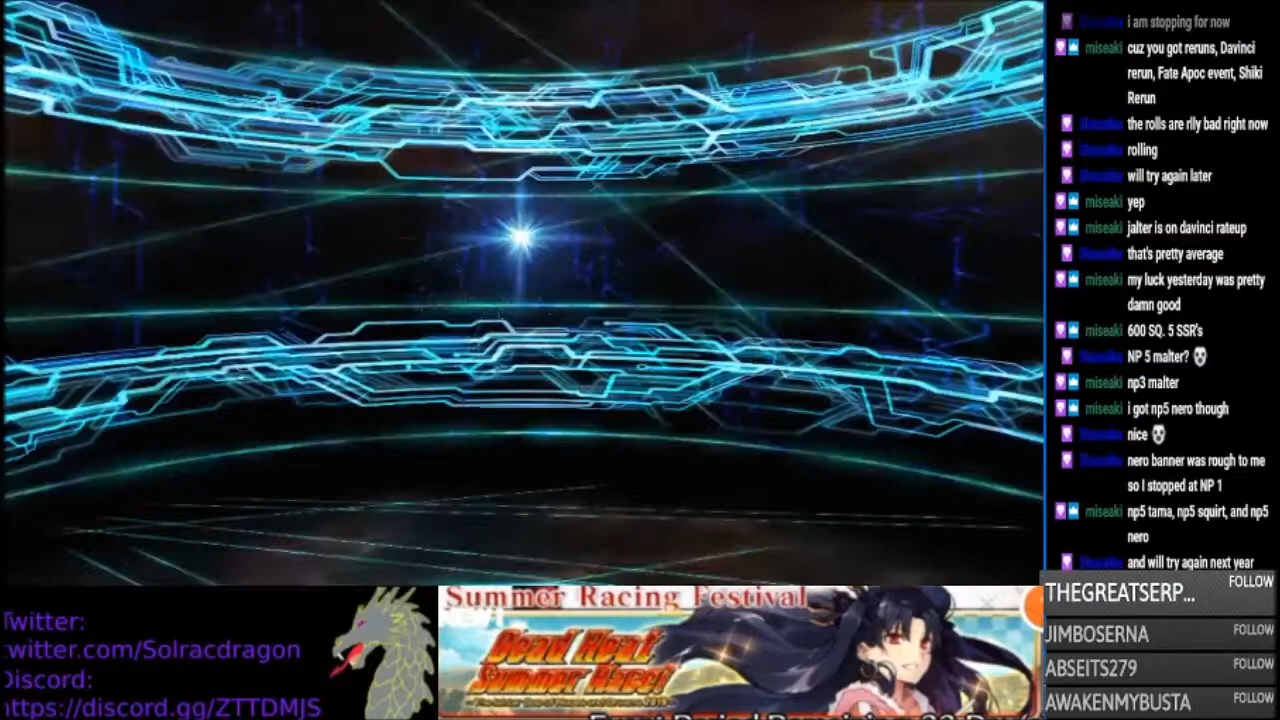 i am stopping for now
miseaki cuz you got reruns, Davinci
rerun, Fate Apoc event, Shiki
Rerun
the rolls are rlly bad right now
rolling
will try again later
miseaki yep
miseaki jalter is on davinci rateup
that's pretty average
miseaki my luck yesterday was pretty
damn good
miseaki 600 SQ. 5 SSR's
NP 5 malter?
miseaki np3 malter
miseaki i got np5 nero though
nice
nero banner was rough to me
so I stopped at NP 1
miseaki np5 tama, np5 squirt, and np5
nero
and will try again next year
THEGREATSERP... FOLLOW
JIMBOSERNA FOLLOW
ABSEITS279 FOLLOW
AWAKENMYBUSTA FOLLOW
Twitter:
twitter.com/Solracdragon
Discord:
https://discord.gg/ZTTDMJS
Summer Racing Festival
Dead Heat
Summer Race!